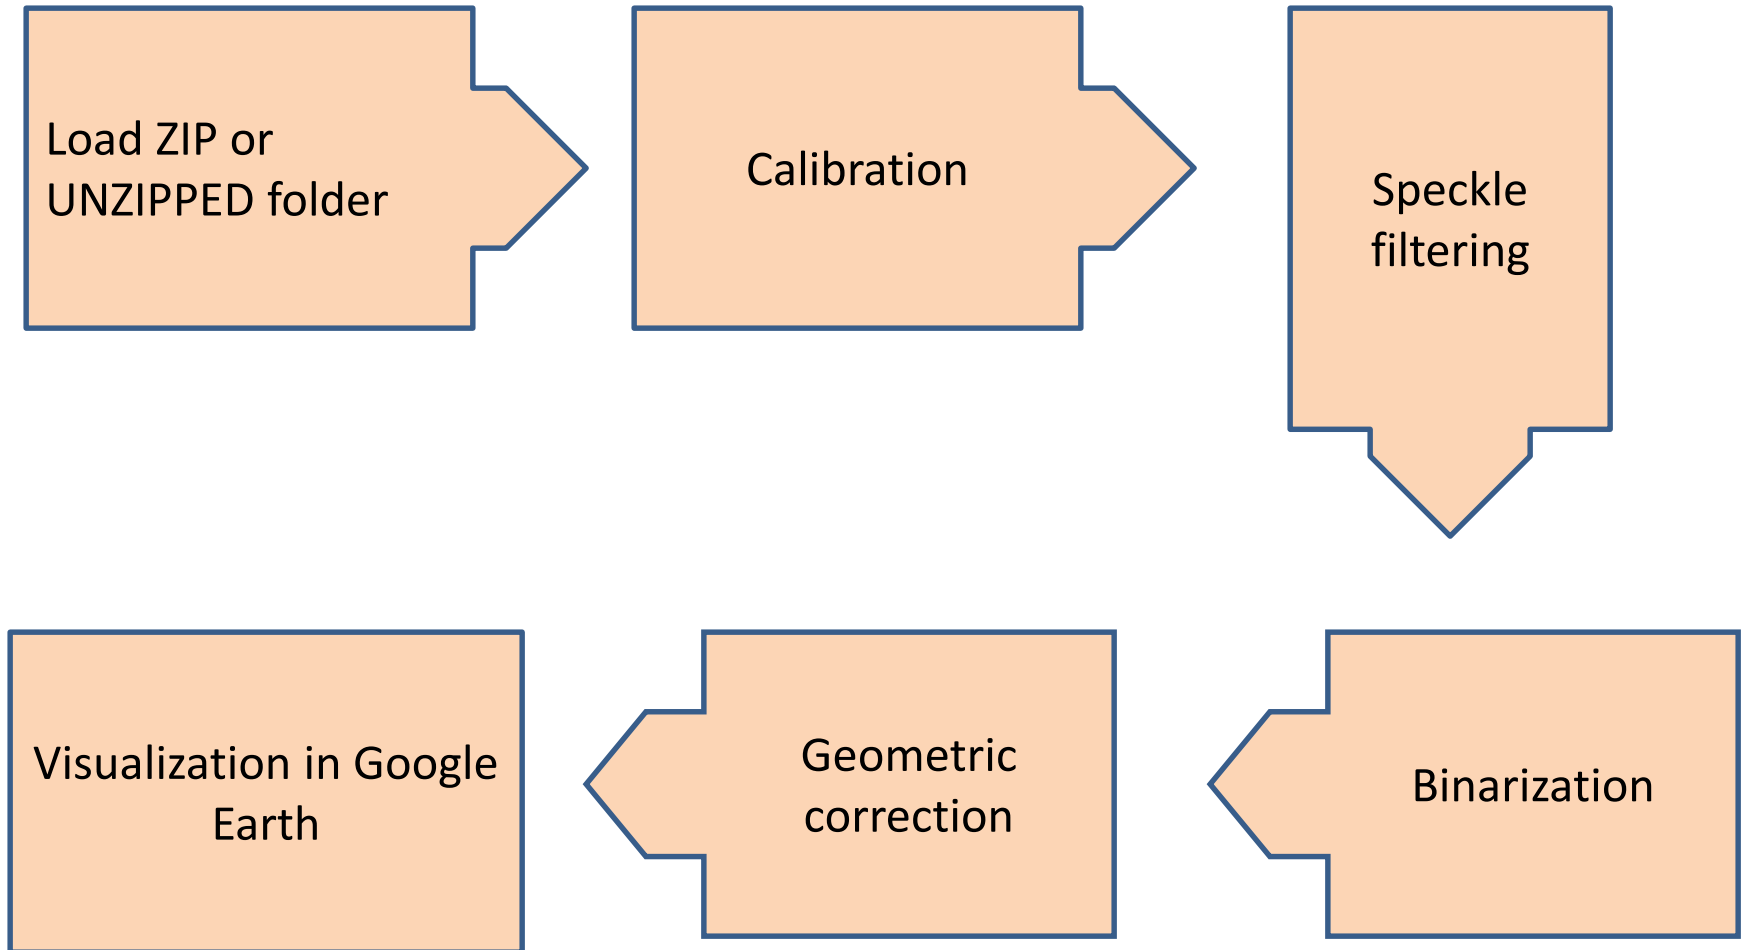 Load ZIP or
UNZIPPED folder
Calibration
Speckle
filtering
Binarization
Geometric
correction
Visualization in Google
Earth